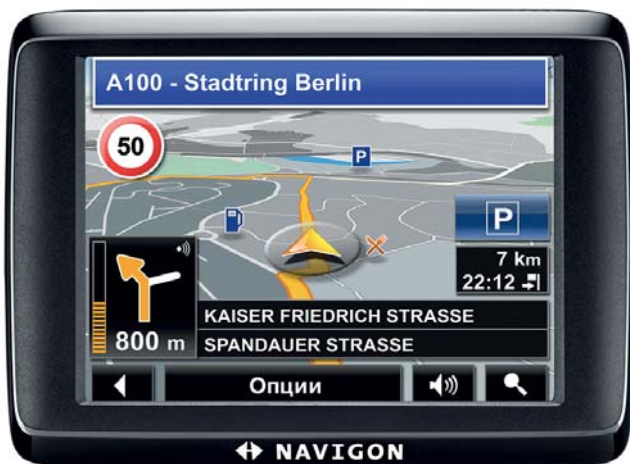 A100 - Stadtring Berlin
50
P
P
7 km
22:12
KAISER FRIEDRICH STRASSE
800 m
SPANDAUER STRASSE
Опции
NAVIGON